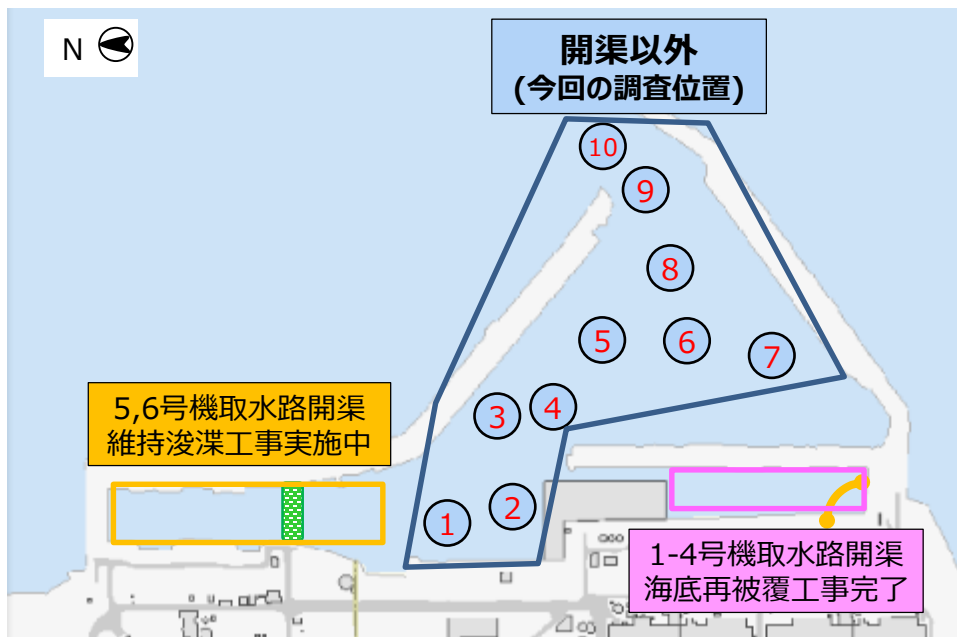 N
開渠以外
(今回の調査位置)
10
9
8
5
6
7
3
4
5,6号機取水路開渠
維持浚渫工事実施中
1
2
1-4号機取水路開渠
海底再被覆工事完了